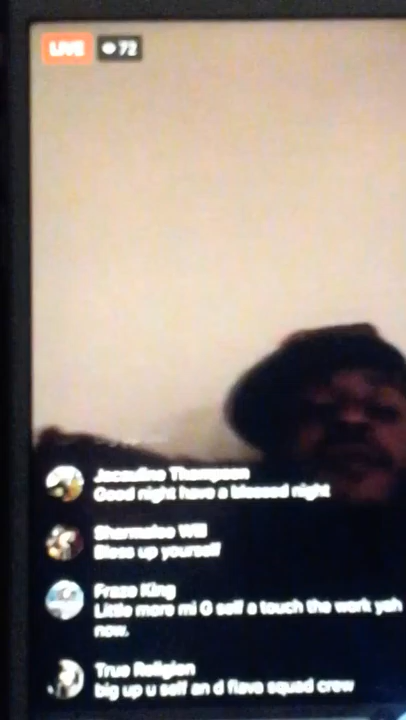 LIVE 72
Jacquline Thompson
Good night have a blessed night
Will
Bless up yourself
Fraze King
Little more mi G self a touch the work yah
now.
True Religion
big up u self an d flava squad crew